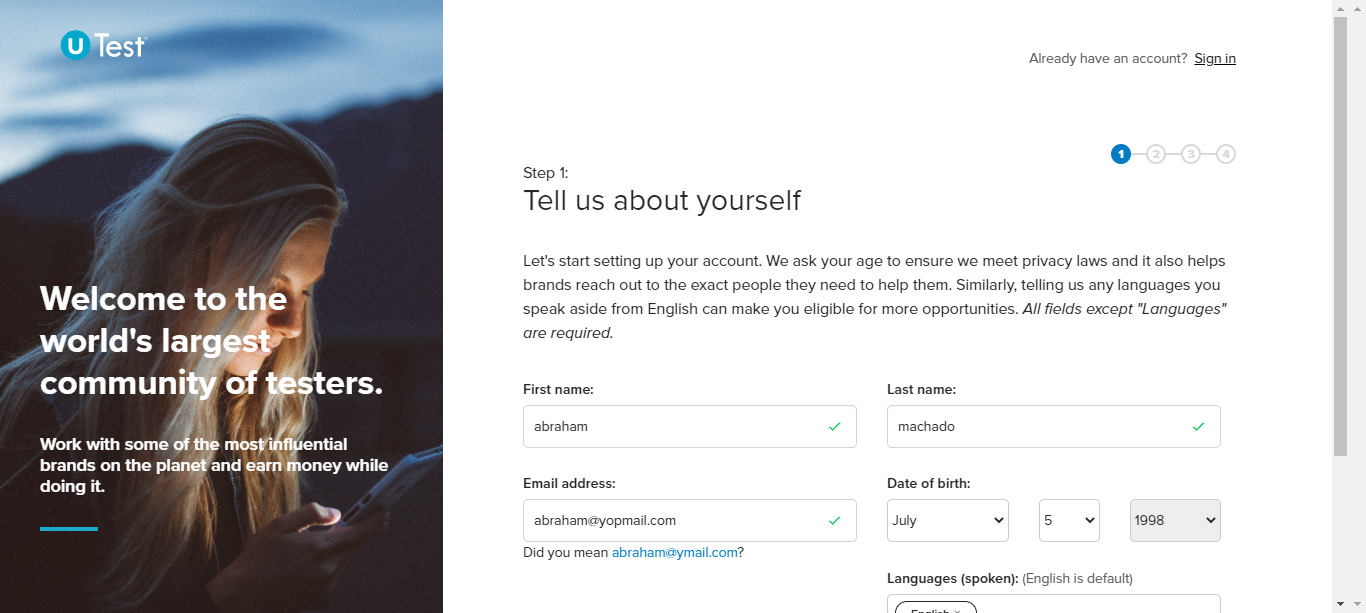 U Test
Already have an account? Sign in
1 2 3 4
Step 1:
Tell us about yourself
Let's start setting up your account. We ask your age to ensure we meet privacy laws and it also helps
brands reach out to the exact people they need to help them. Similarly, telling us any languages you
speak aside from English can make you eligible for more opportunities. All fields except "Languages"
are required.
Welcome to the
world's largest
community of testers.
Work with some of the most influential
brands on the planet and earn money while
doing it.
First name:
abraham
Last name:
machado
Email address:
abraham@yopmail.com
Did you mean abraham@ymail.com?
Date of birth:
July 5 1998
Languages (spoken): (English is default)
English ×